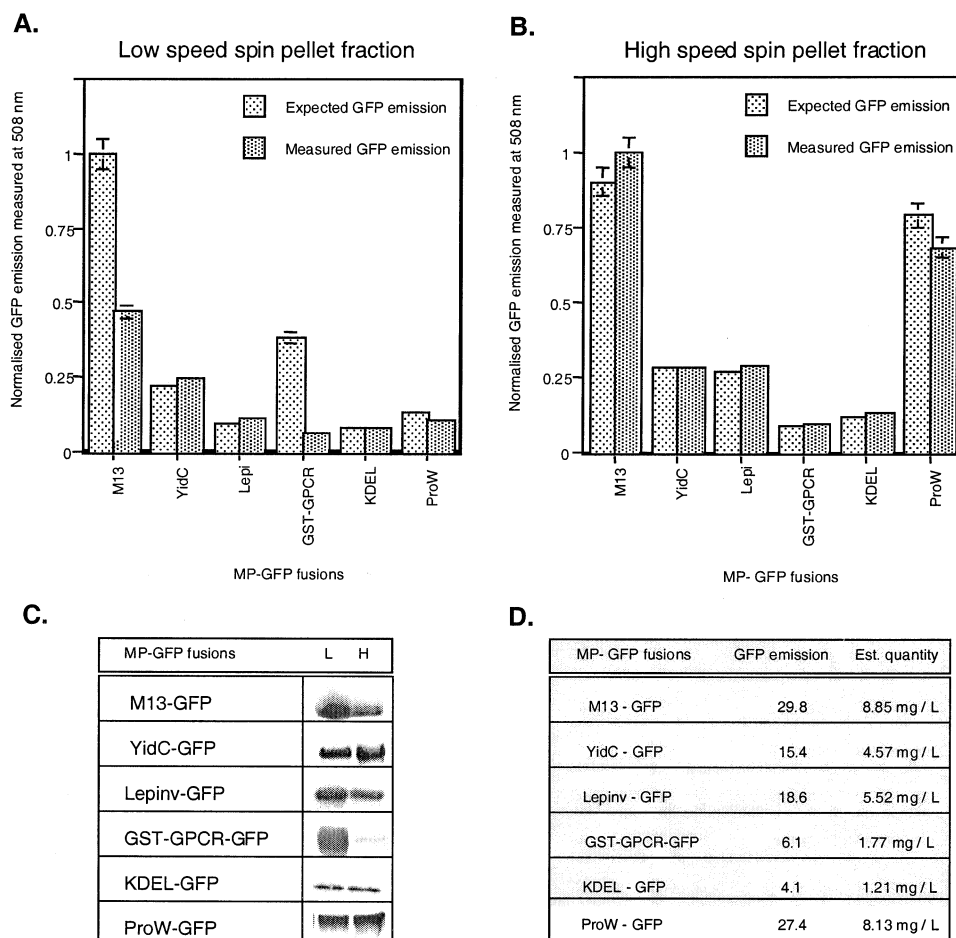 A.
Low speed spin pellet fraction
Normalised GFP emission measured at 508 nm
Expected GFP emission
Measured GFP emission
1
0.75
0.5
0.25
0
M13
YidC
Lepi
GST-GPCR
KDEL
ProW
MP-GFP fusions
B.
High speed spin pellet fraction
Normalised GFP emission measured at 508 nm
Expected GFP emission
Measured GFP emission
1
0.75
0.5
0.25
0
M13
YidC
Lepi
GST-GPCR
KDEL
ProW
MP- GFP fusions
C.
MP-GFP fusions L H
M13-GFP
YidC-GFP
Lepinv-GFP
GST-GPCR-GFP
KDEL-GFP
ProW-GFP
D.
MP- GFP fusions GFP emission Est. quantity
M13 - GFP 29.8 8.85 mg / L
YidC - GFP 15.4 4.57 mg / L
Lepinv - GFP 18.6 5.52 mg / L
GST-GPCR-GFP 6.1 1.77 mg / L
KDEL - GFP 4.1 1.21 mg / L
ProW - GFP 27.4 8.13 mg / L